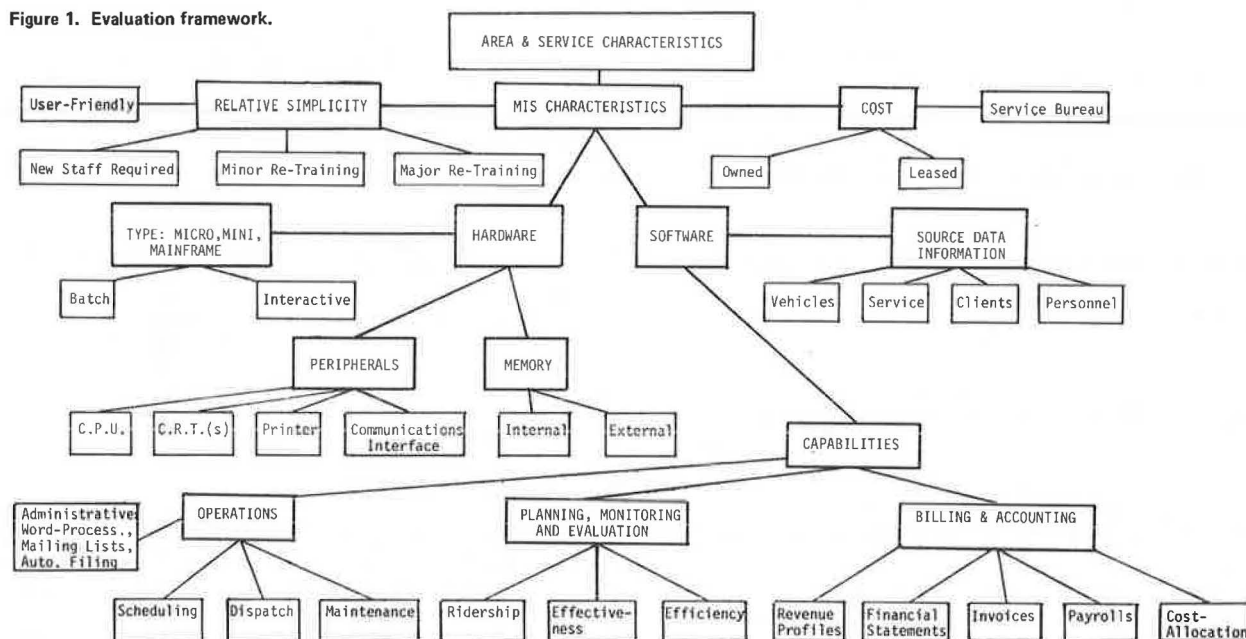 Figure 1. Evaluation framework.
AREA & SERVICE CHARACTERISTICS
User-Friendly
RELATIVE SIMPLICITY
MIS CHARACTERISTICS
COST
Service Bureau
New Staff Required
Minor Re-Training
Major Re-Training
Owned
Leased
TYPE: MICRO,MINI,
MAINFRAME
HARDWARE
SOFTWARE
SOURCE DATA
INFORMATION
Batch
Interactive
Vehicles
Service
Clients
Personnel
PERIPHERALS
MEMORY
C.P.U.
C.R.T.(s)
Printer
Communications
Interface
Internal
External
CAPABILITIES
Administrative
Word-Process.,
Mailing Lists,
Auto. Filing
OPERATIONS
PLANNING, MONITORING
AND EVALUATION
BILLING & ACCOUNTING
Scheduling
Dispatch
Maintenance
Ridership
Effective-
ness
Efficiency
Revenue
Profiles
Financial
Statements
Invoices
Payrolls
Cost-
Allocation